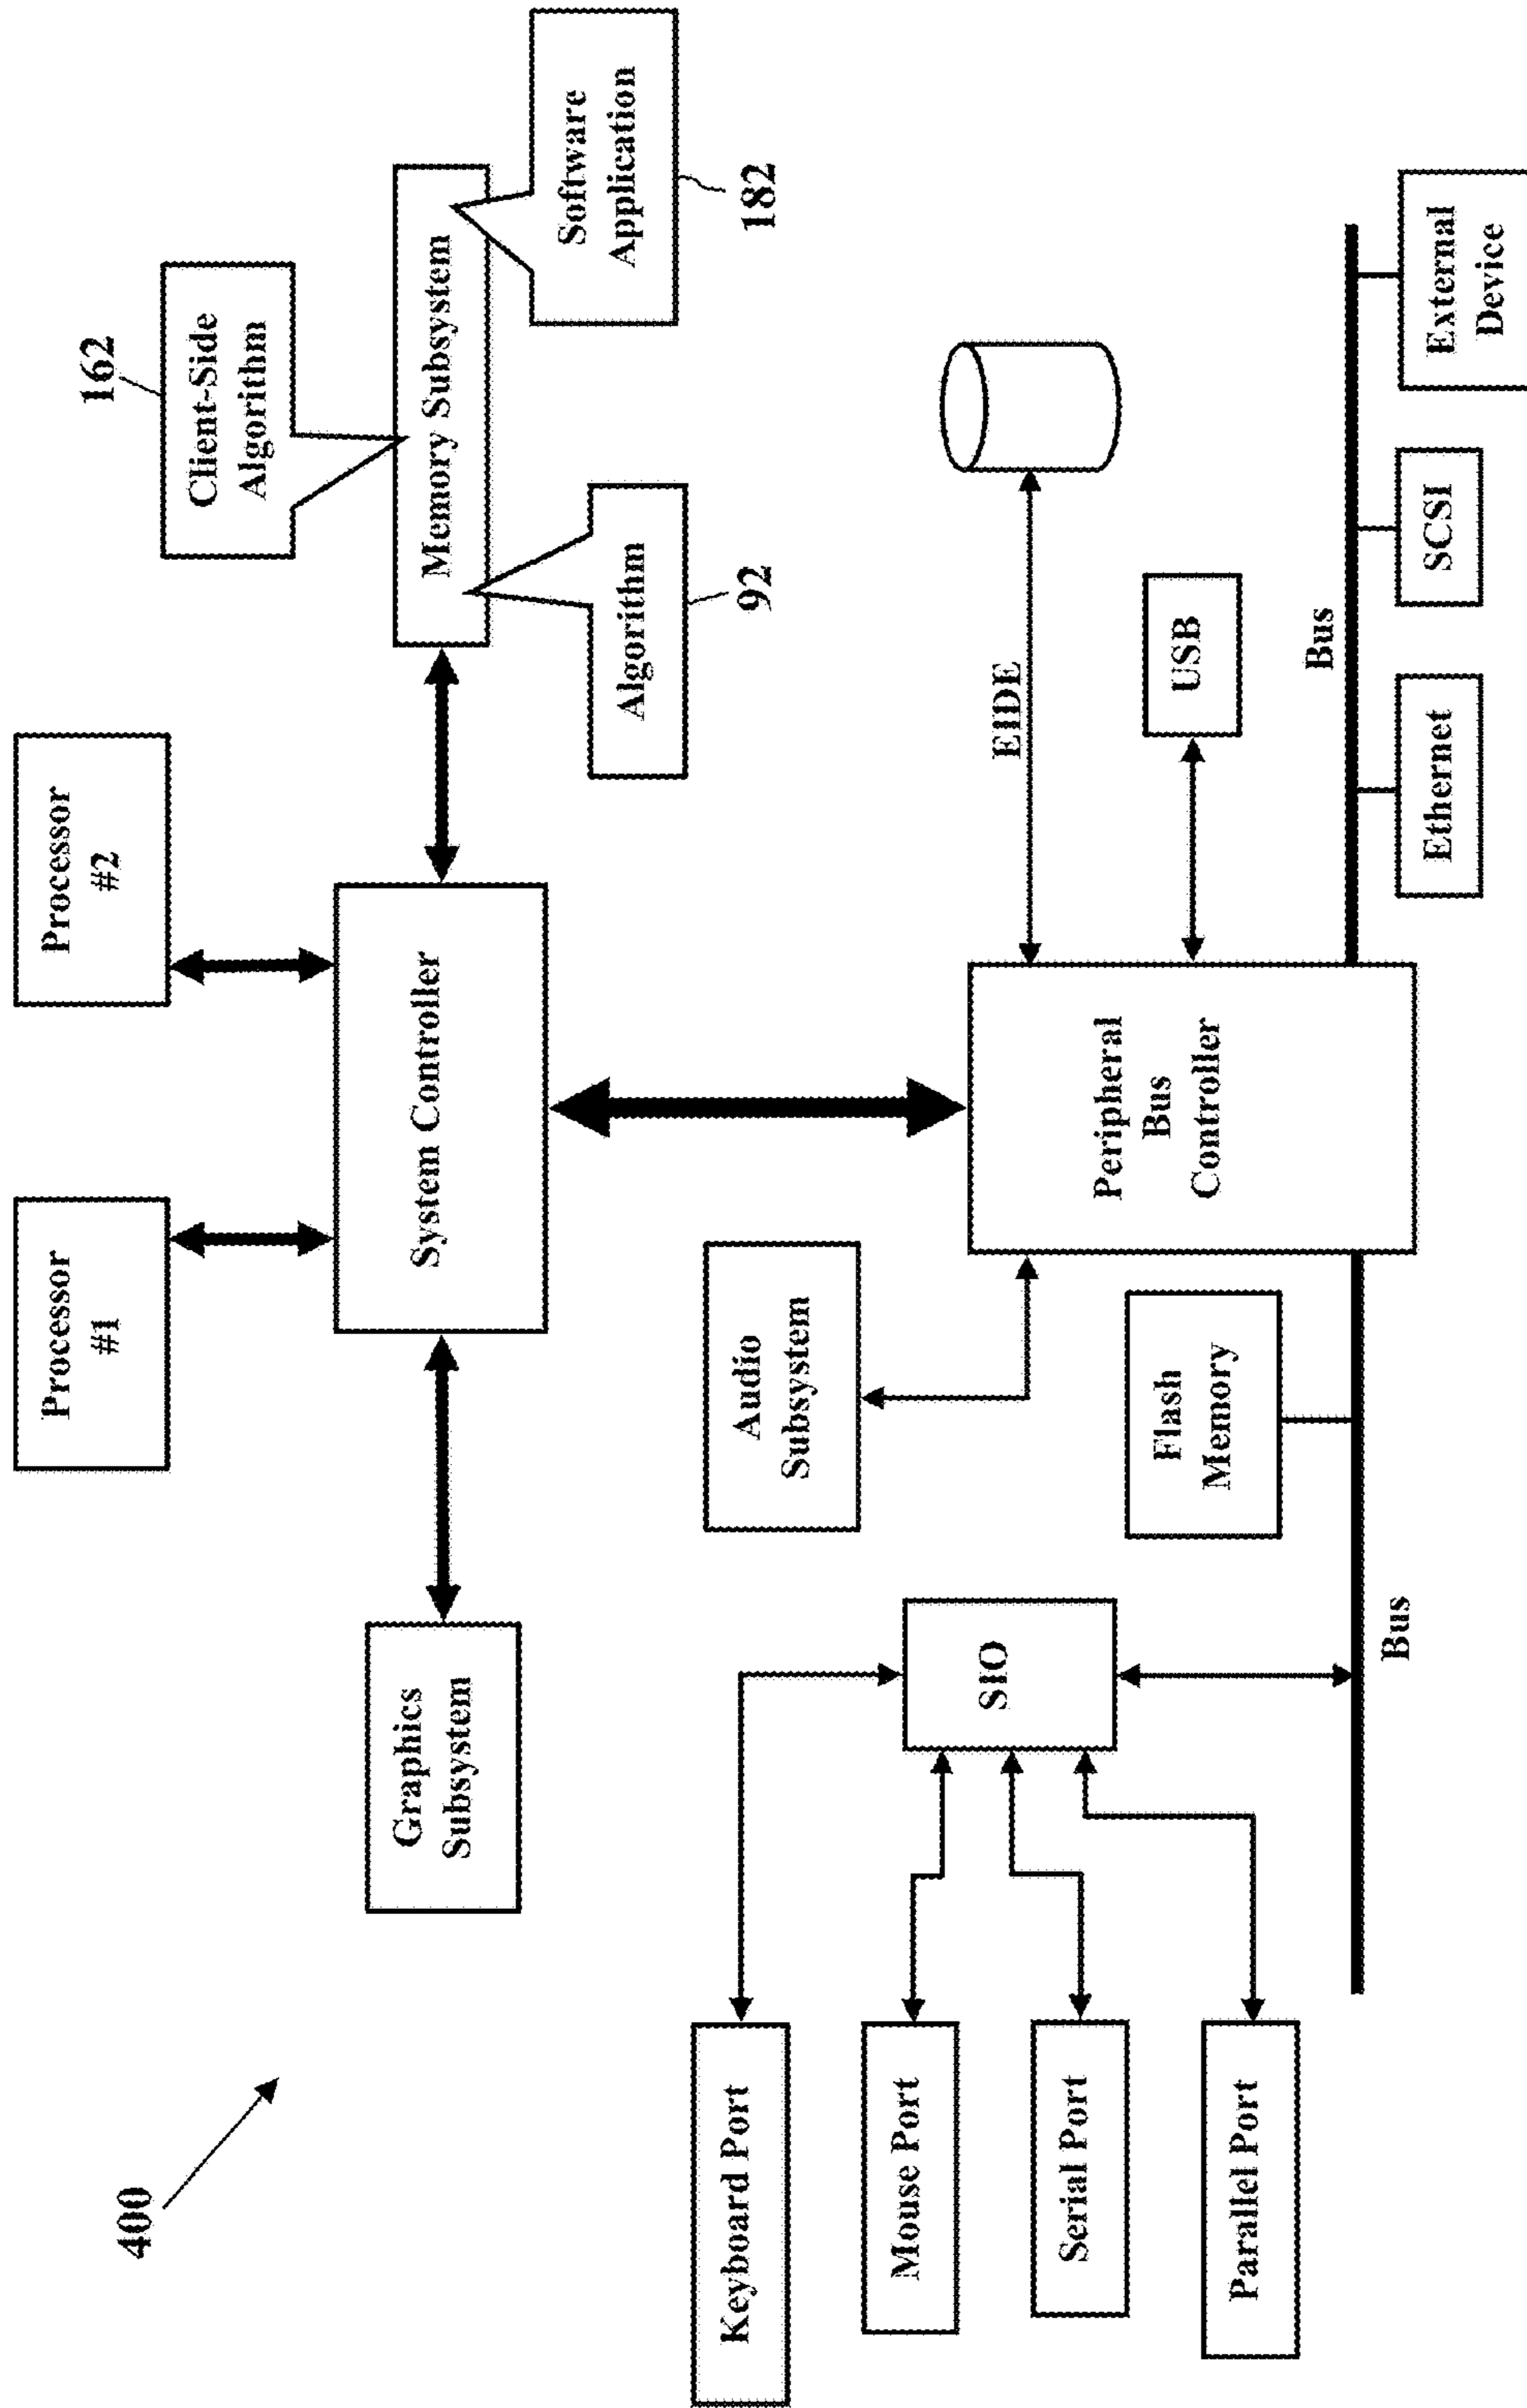 400
Processor
#1
Processor
#2
162
Client-Side
Algorithm
Graphics
Subsystem
System Controller
Memory Subsystem
Algorithm
92
Software
Application
182
Keyboard Port
Mouse Port
Serial Port
Parallel Port
SIO
Audio
Subsystem
Flash
Memory
Peripheral
Bus
Controller
EIDE
USB
Bus
Bus
Ethernet
SCSI
External
Device